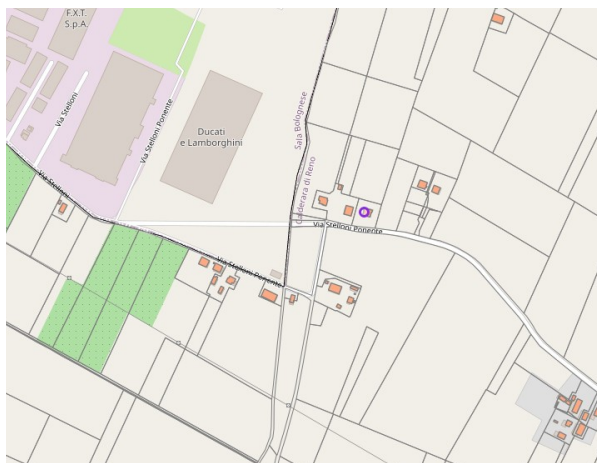 F.X.T.
S.p.A.
Via Stelloni
Via Stelloni Ponente
Ducati
e Lamborghini
Sala Bolognese
Calderara di Reno
Via Stelloni
Via Stelloni Ponente
Via Stelloni Ponente